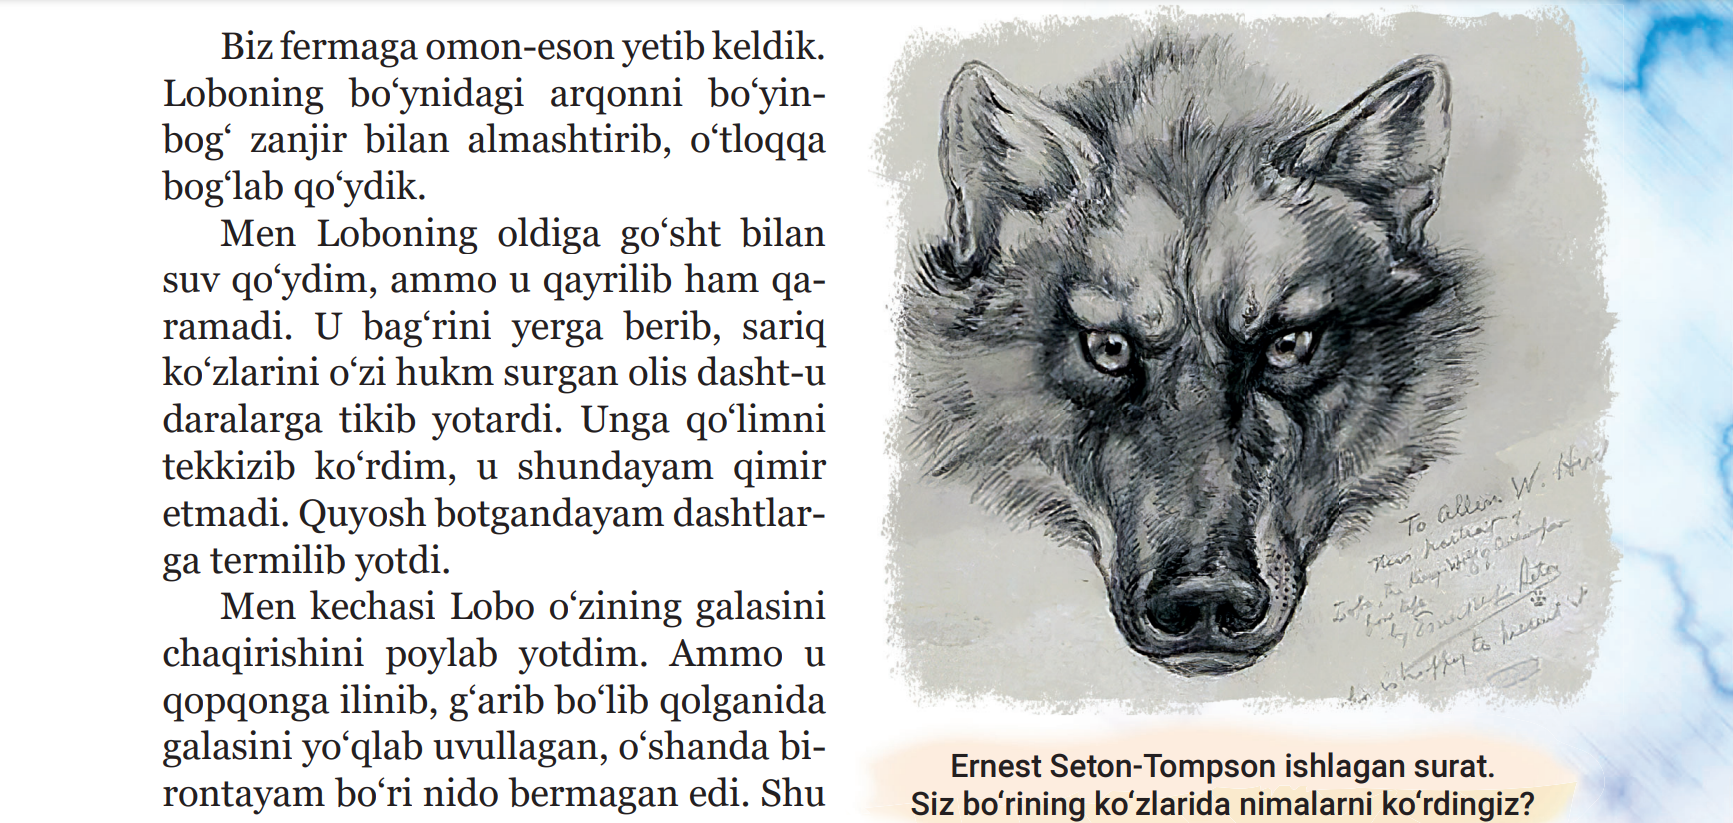 Biz fermaga omon-eson yetib keldik.
Loboning bo‘ynidagi arqonni bo‘yin-
bog‘ zanjir bilan almashtirib, o‘tloqqa
bog‘lab qo‘ydik.
Men Loboning oldiga go‘sht bilan
suv qo‘ydim, ammo u qayrilib ham qa-
ramadi. U bag‘rini yerga berib, sariq
ko‘zlarini o‘zi hukm surgan olis dasht-u
daralarga tikib yotardi. Unga qo‘limni
tekkizib ko‘rdim, u shundayam qimir
etmadi. Quyosh botgandayam dashtlar-
ga termilib yotdi.
Men kechasi Lobo o‘zining galasini
chaqirishini poylab yotdim. Ammo u
qopqonga ilinib, g‘arib bo‘lib qolganida
galasini yo‘qlab uvullagan, o‘shanda bi-
rontayam bo‘ri nido bermagan edi. Shu
To allen W.
portrait of
Ernest Seton-Tompson ishlagan surat.
Siz bo‘rining ko‘zlarida nimalarni ko‘rdingiz?